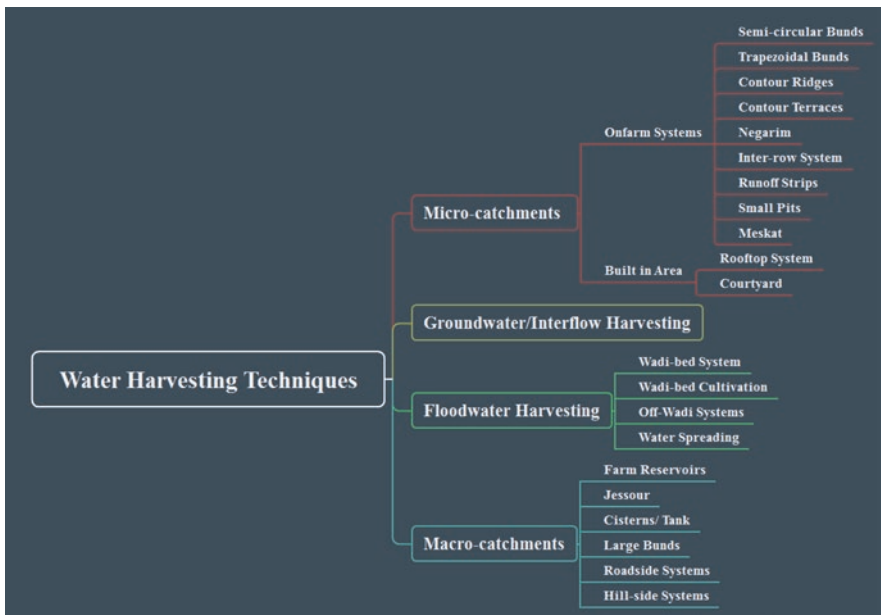 Water Harvesting Techniques
Micro-catchments
Onfarm Systems
Semi-circular Bunds
Trapezoidal Bunds
Contour Ridges
Contour Terraces
Negarim
Inter-row System
Runoff Strips
Small Pits
Meskat
Built in Area
Rooftop System
Courtyard
Groundwater/Interflow Harvesting
Floodwater Harvesting
Wadi-bed System
Wadi-bed Cultivation
Off-Wadi Systems
Water Spreading
Macro-catchments
Farm Reservoirs
Jessour
Cisterns/ Tank
Large Bunds
Roadside Systems
Hill-side Systems